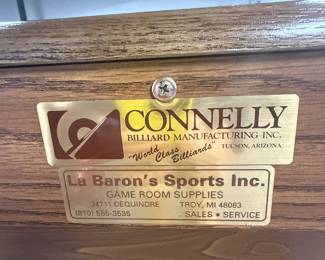 CONNELLY
BILLIARD MANUFACTURING INC.
"World Class Billiards"
TUCSON, ARIZONA
La Baron's Sports Inc.
GAME ROOM SUPPLIES
34711 DEQUINDRE TROY, MI 48083
(810) 585-3535 SALES • SERVICE